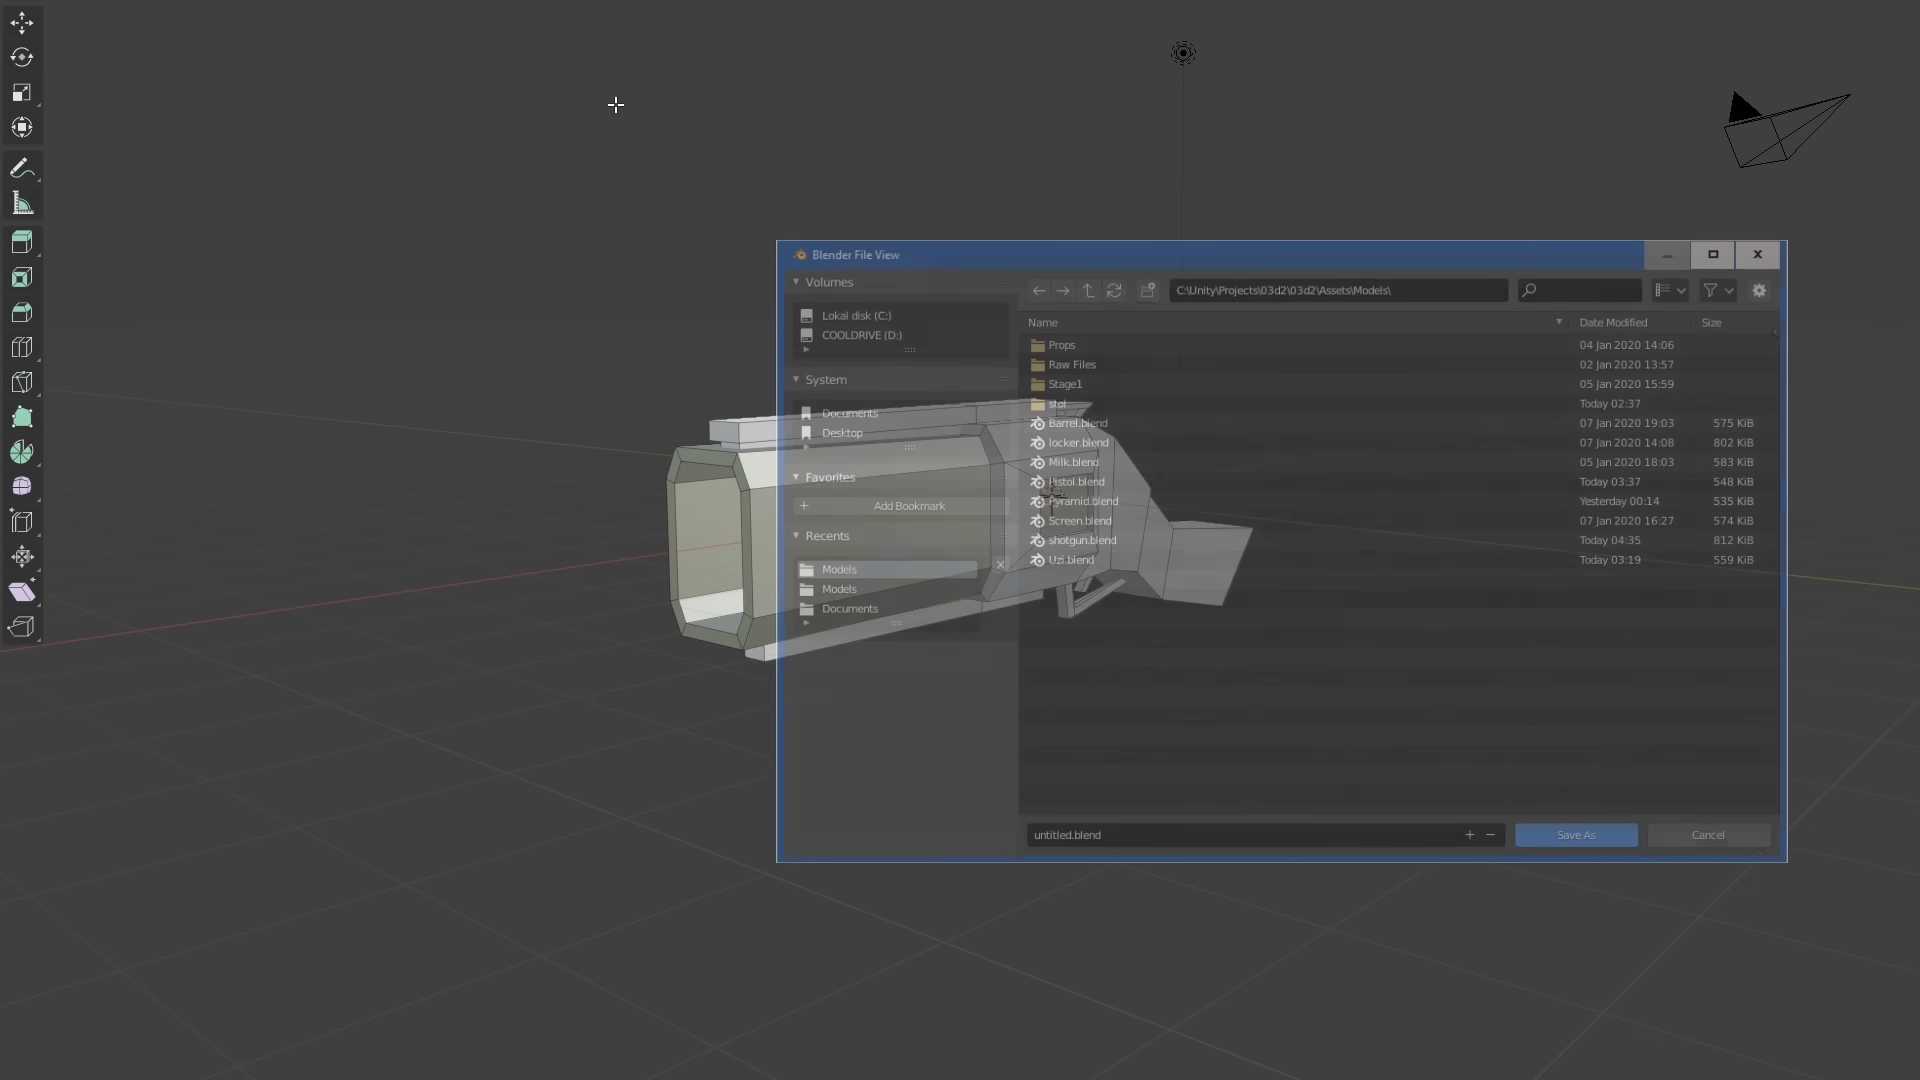 Blender File View
Volumes
Lokal disk (C:)
COOLDRIVE (D:)
System
Documents
Desktop
Favorites
Add Bookmark
Recents
Models
Models
Documents
C:\Unity\Projects\03d2\03d2\Assets\Models\
Name Date Modified Size
Props 04 Jan 2020 14:06
Raw Files 02 Jan 2020 13:57
Stage1 05 Jan 2020 15:59
stol Today 02:37
Barrel.blend 07 Jan 2020 19:03 575 KiB
locker.blend 07 Jan 2020 14:08 802 KiB
Milk.blend 05 Jan 2020 18:03 583 KiB
Pistol.blend Today 03:37 548 KiB
Pyramid.blend Yesterday 00:14 535 KiB
Screen.blend 07 Jan 2020 16:27 574 KiB
shotgun.blend Today 04:35 812 KiB
Uzi.blend Today 03:19 559 KiB
untitled.blend
Save As
Cancel